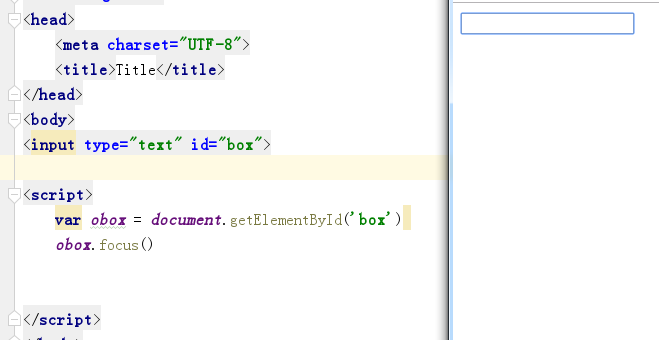 <head>
<meta charset="UTF-8">
<title>Title</title>
</head>
<body>
<input type="text" id="box">
<script>
var obox = document.getElementById('box')
obox.focus()
</script>